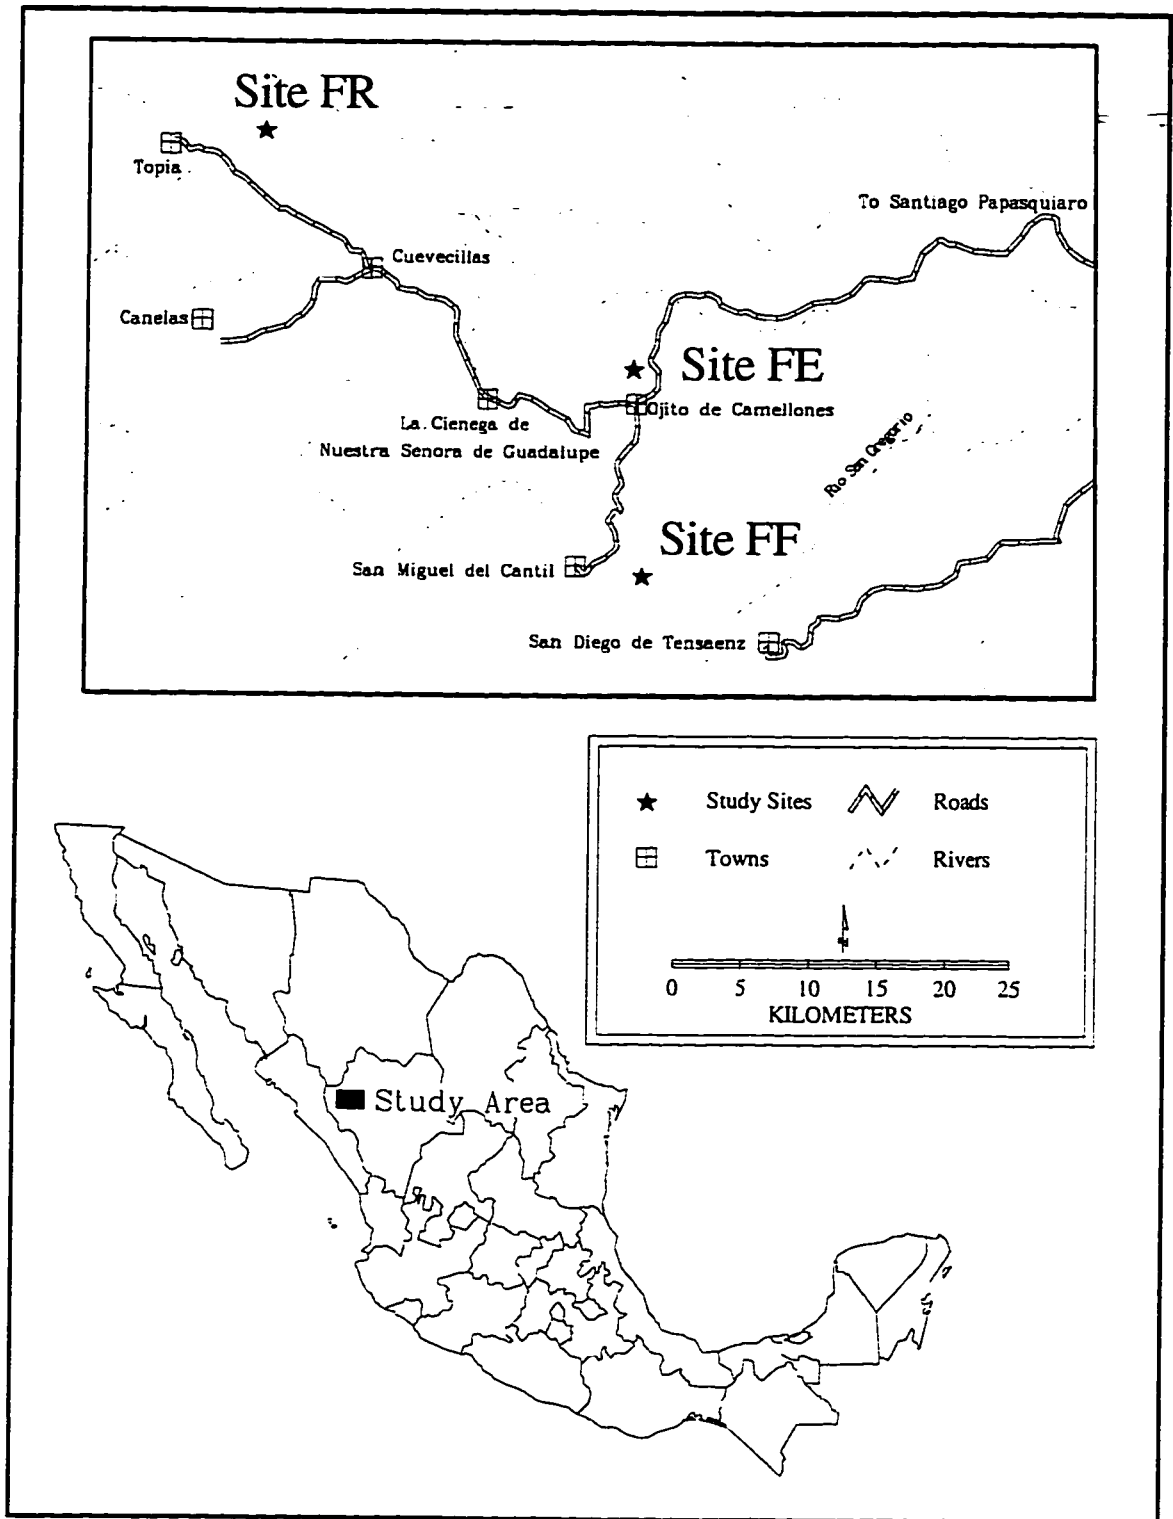 Site FR
Topia
To Santiago Papasquiaro
Cuevecillas
Canelas
Site FE
Ojito de Camellones
La Cienega de
Nuestra Senora de Guadalupe
Rio San Gregorio
Site FF
San Miguel del Cantil
San Diego de Tensaenz
Study Sites
Roads
Towns
Rivers
0 5 10 15 20 25
KILOMETERS
Study Area